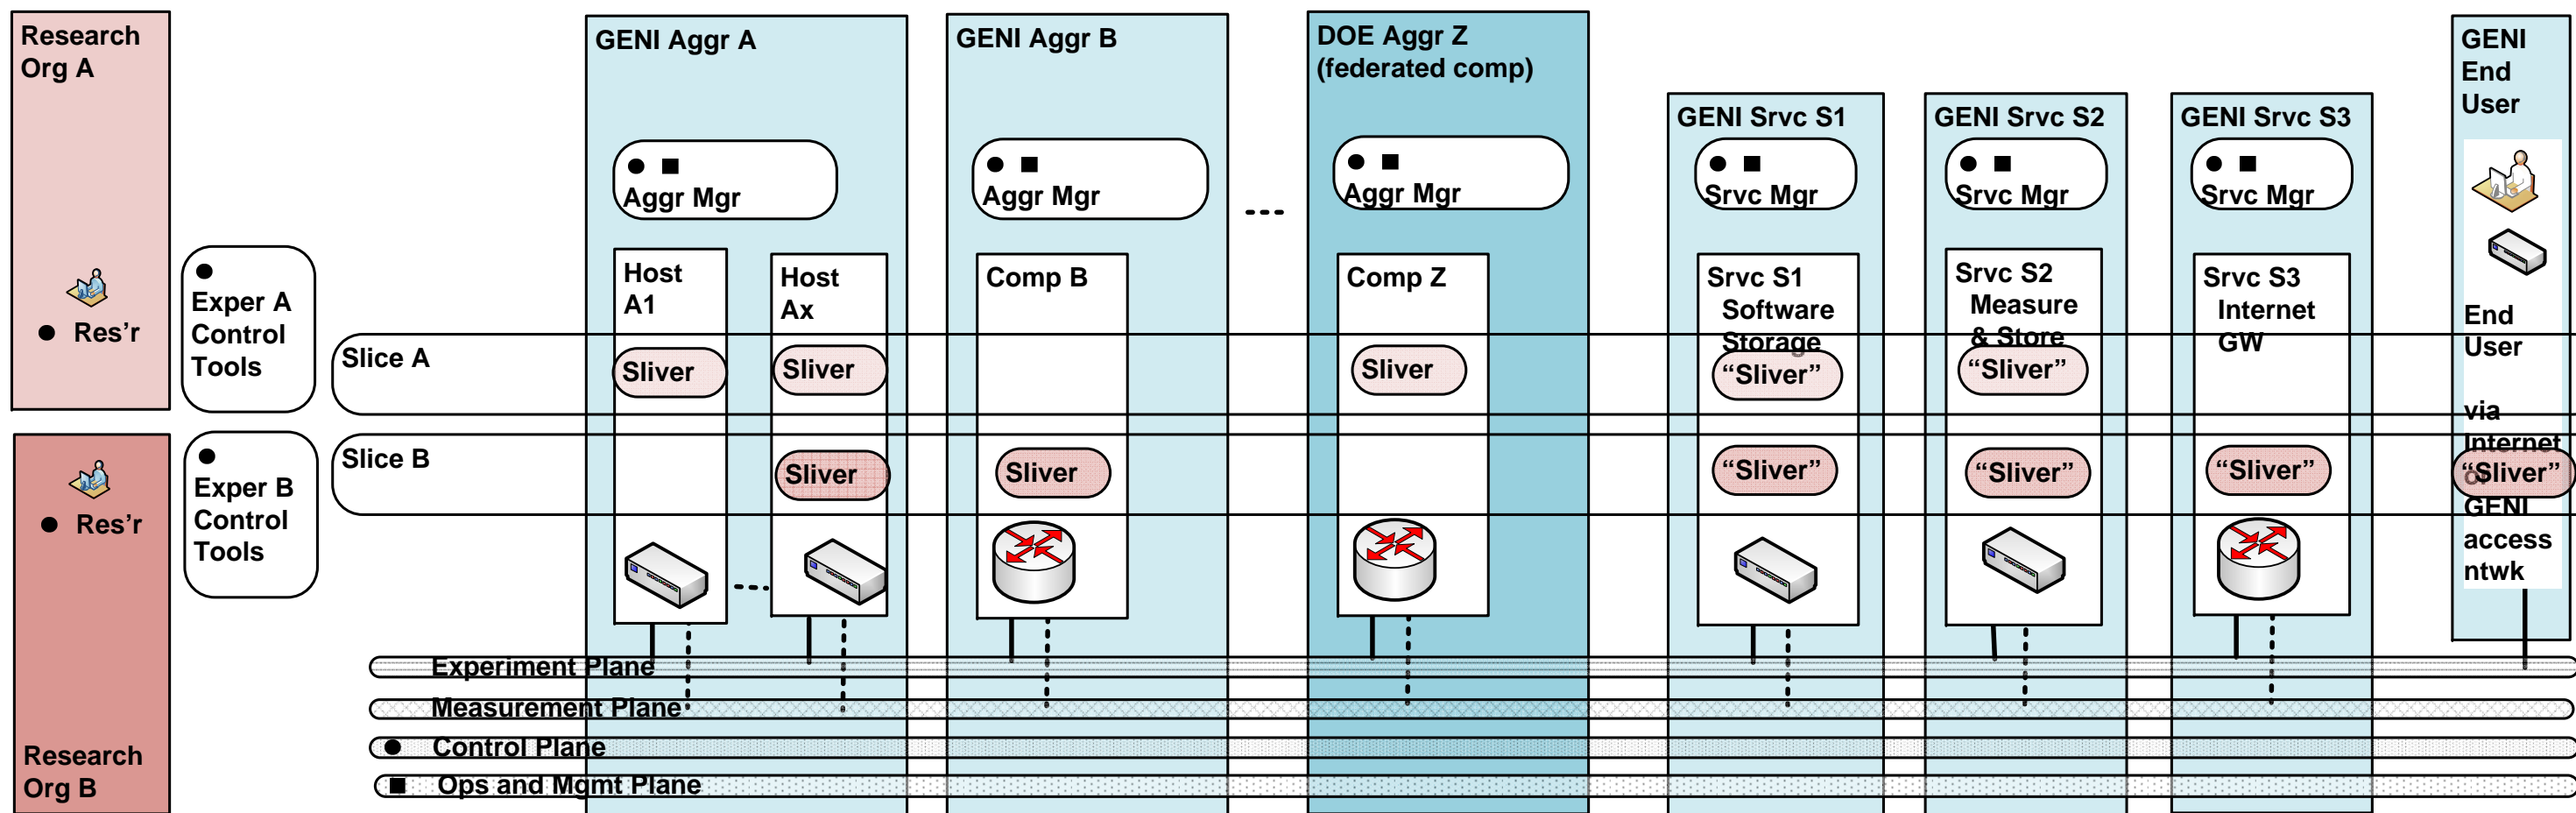 Research
Org A
● Res’r
●
Exper A
Control
Tools
Research
Org B
● Res’r
●
Exper B
Control
Tools
GENI Aggr A
● ■
Aggr Mgr
Host
A1
Host
Ax
GENI Aggr B
● ■
Aggr Mgr
Comp B
DOE Aggr Z
(federated comp)
● ■
Aggr Mgr
Comp Z
GENI Srvc S1
● ■
Srvc Mgr
Srvc S1
Software
Storage
GENI Srvc S2
● ■
Srvc Mgr
Srvc S2
Measure
& Store
GENI Srvc S3
● ■
Srvc Mgr
Srvc S3
Internet
GW
GENI
End
User
End
User
via
Internet
or
GENI
access
ntwk
Slice A
Sliver
Sliver
Sliver
“Sliver”
“Sliver”
Slice B
Sliver
Sliver
“Sliver”
“Sliver”
“Sliver”
“Sliver”
Experiment Plane
Measurement Plane
● Control Plane
■ Ops and Mgmt Plane